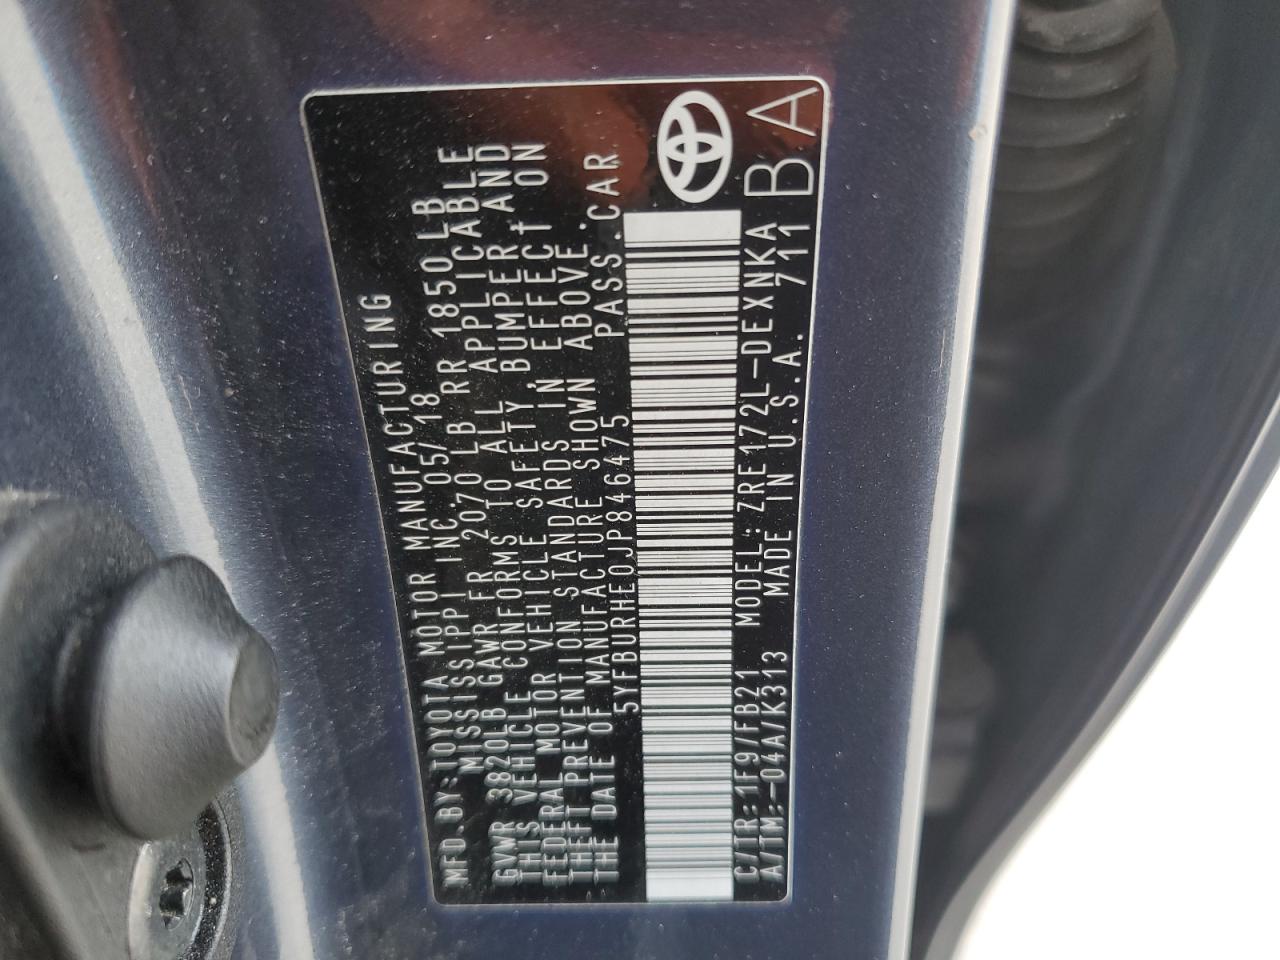 MFD.BY:TOYOTA MOTOR MANUFACTURING
MISSISSIPPI INC. 05/18
GVWR 3820LB GAWR FR 2070 LB RR 1850 LB
THIS VEHICLE CONFORMS TO ALL APPLICABLE
FEDERAL MOTOR VEHICLE SAFETY,BUMPER,AND
THEFT PREVENTION STANDARDS IN EFFECT ON
THE DATE OF MANUFACTURE SHOWN ABOVE.
5YFBURHE0JP846475 PASS.CAR
C/TR:1F9/FB21 MODEL:ZRE172L-DEXNKA
A/TM:-04A/K313 MADE IN U.S.A. 711
BA